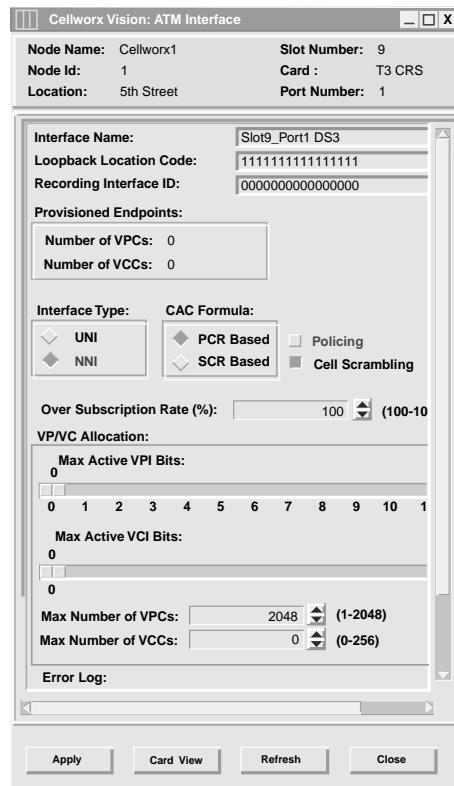 Cellworx Vision: ATM Interface
X
Node Name: Cellworx1 Slot Number: 9
Node Id: 1 Card : T3 CRS
Location: 5th Street Port Number: 1
Interface Name: Slot9_Port1 DS3
Loopback Location Code: 1111111111111111
Recording Interface ID: 0000000000000000
Provisioned Endpoints:
Number of VPCs: 0
Number of VCCs: 0
Interface Type: CAC Formula:
UNI PCR Based Policing
NNI SCR Based Cell Scrambling
Over Subscription Rate (%): 100 (100-10
VP/VC Allocation:
Max Active VPI Bits:
0
0 1 2 3 4 5 6 7 8 9 10 1
Max Active VCI Bits:
0
0
Max Number of VPCs: 2048 (1-2048)
Max Number of VCCs: 0 (0-256)
Error Log:
Apply Card View Refresh Close